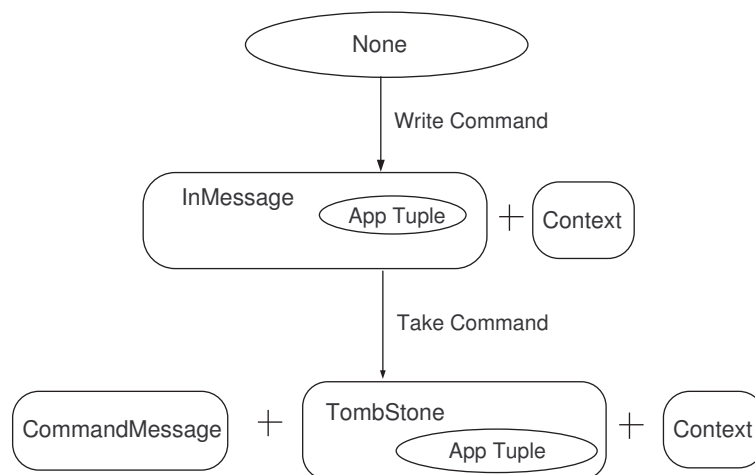 None
Write Command
InMessage
App Tuple
+
Context
Take Command
CommandMessage
+
TombStone
App Tuple
+
Context